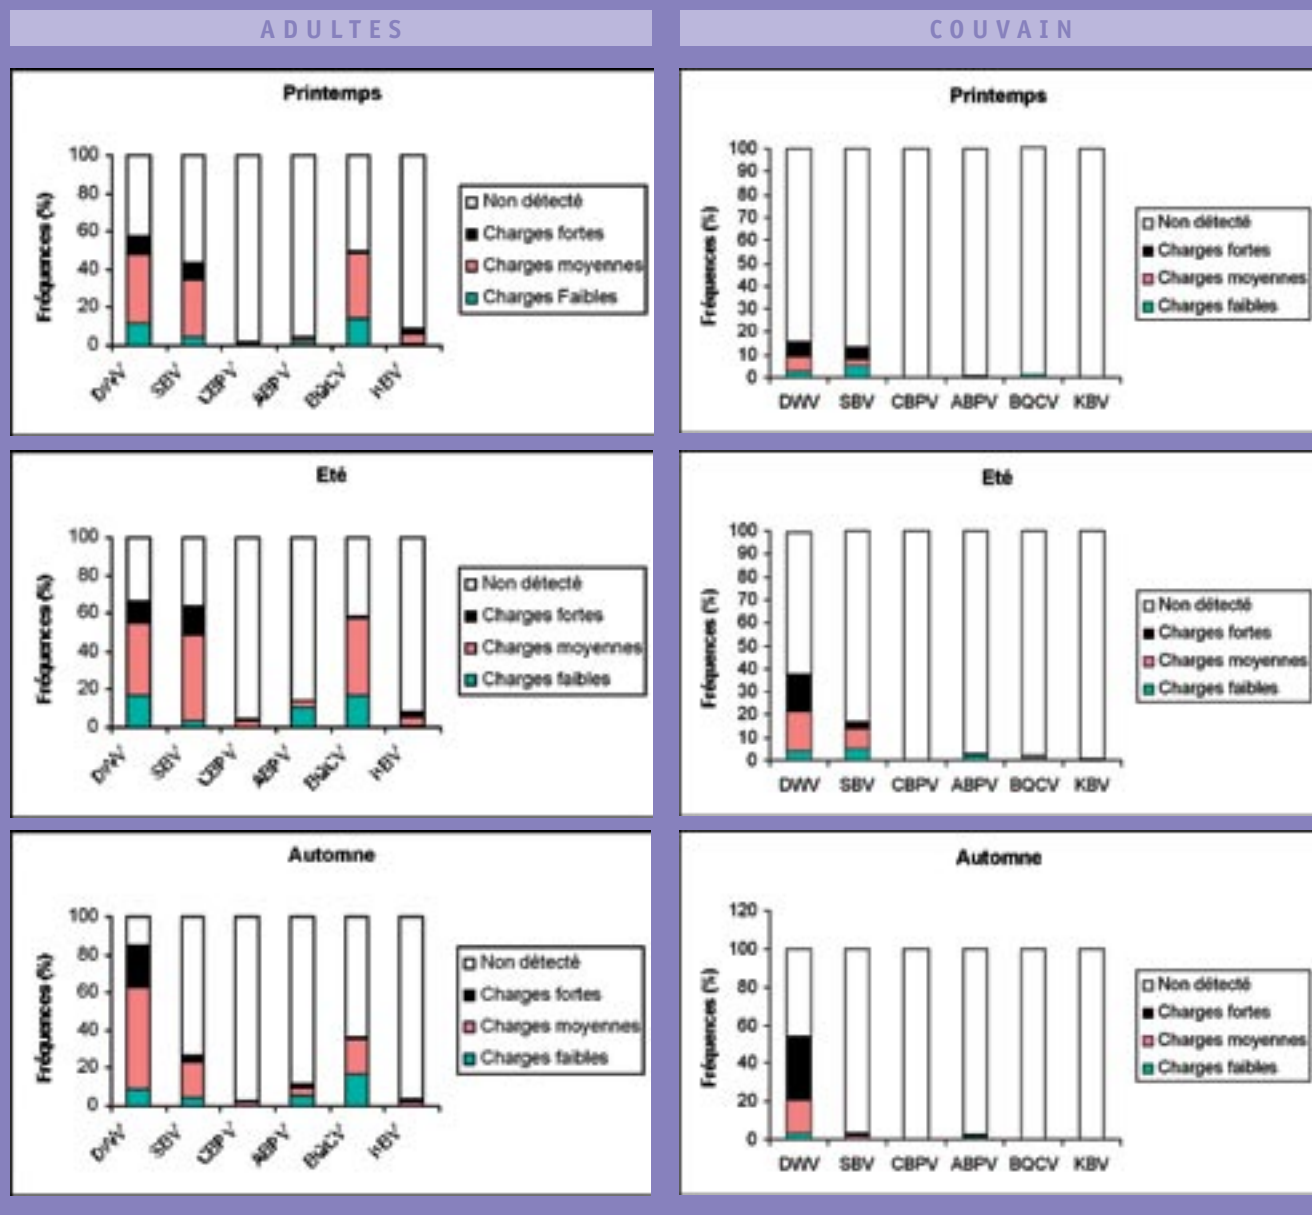 ADULTES
COUVAIN
Printemps
Fréquences (%)
100
80
60
40
20
0
DWV
SBV
CBPV
ABPV
BQCV
KBV
Non détecté
Charges fortes
Charges moyennes
Charges Faibles
Printemps
Fréquences (%)
100
90
80
70
60
50
40
30
20
10
0
DWV SBV CBPV ABPV BQCV KBV
Non détecté
Charges fortes
Charges moyennes
Charges faibles
Eté
Fréquences (%)
100
80
60
40
20
0
DWV
SBV
CBPV
ABPV
BQCV
KBV
Non détecté
Charges fortes
Charges moyennes
Charges faibles
Eté
Fréquences (%)
100
90
80
70
60
50
40
30
20
10
0
DWV SBV CBPV ABPV BQCV KBV
Non détecté
Charges fortes
Charges moyennes
Charges faibles
Automne
Fréquences (%)
100
80
60
40
20
0
DWV
SBV
CBPV
ABPV
BQCV
KBV
Non détecté
Charges fortes
Charges moyennes
Charges faibles
Automne
Fréquences (%)
120
100
80
60
40
20
0
DWV SBV CBPV ABPV BQCV KBV
Non détecté
Charges fortes
Charges moyennes
Charges faibles